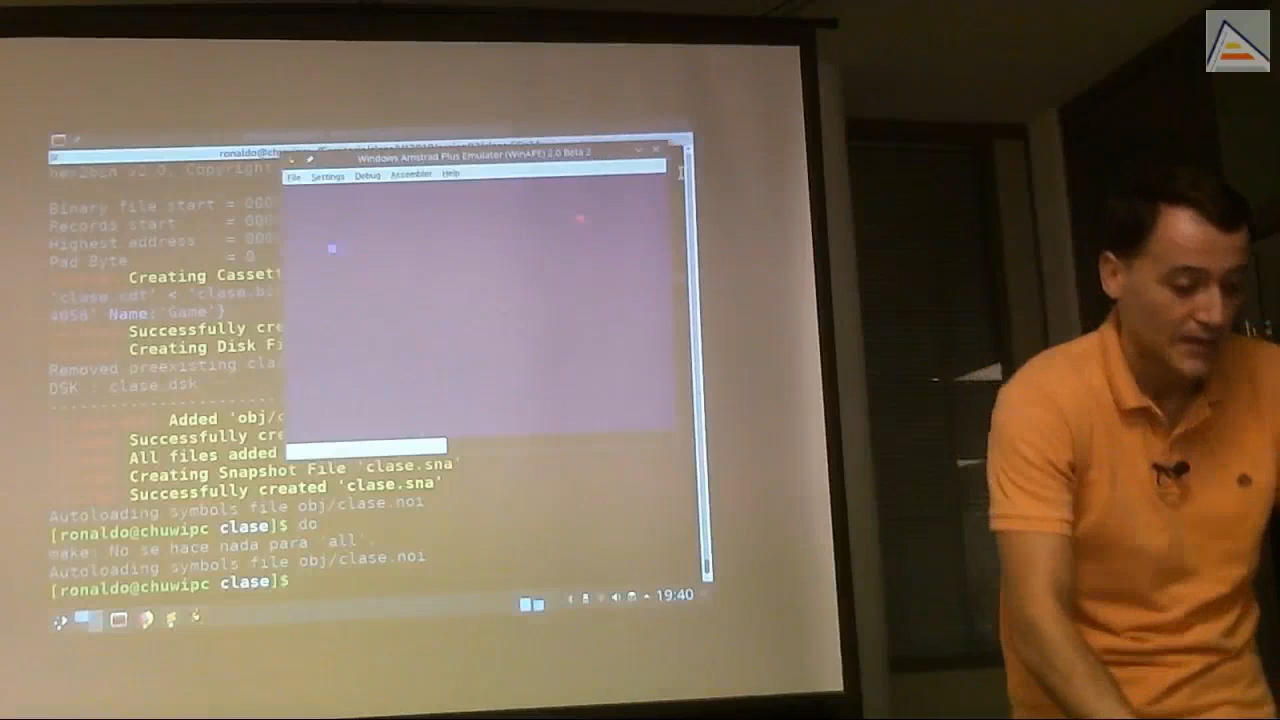 ronaldo@ch
Windows Amstrad Plus Emulator (WinAPE) 2.0 Beta 2
File Settings Debug Assembler Help
hex2bin v2.0, Copyright
Binary file start = 000
Records start = 000
Highest address = 000
Pad Byte = 0
Creating Cassett
'clase.cdt' < 'clase.bi
4058' Name:'Game'}
Successfully cre
Creating Disk Fi
Removed preexisting cla
DSK : clase.dsk
Added 'obj/c
Successfully cre
All files added
Creating Snapshot File 'clase.sna'
Successfully created 'clase.sna'
Autoloading symbols file obj/clase.noi
[ronaldo@chuwipc clase]$ do
make: No se hace nada para 'all'.
Autoloading symbols file obj/clase.noi
[ronaldo@chuwipc clase]$
19:40